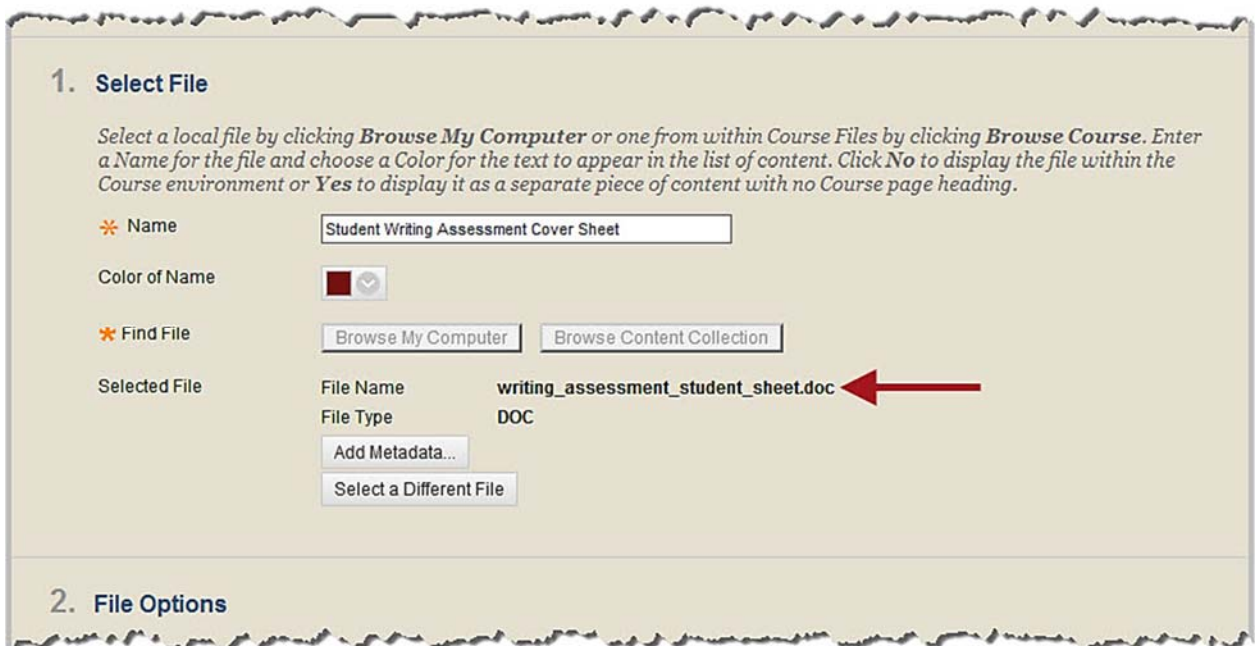 1. Select File
Select a local file by clicking Browse My Computer or one from within Course Files by clicking Browse Course. Enter
a Name for the file and choose a Color for the text to appear in the list of content. Click No to display the file within the
Course environment or Yes to display it as a separate piece of content with no Course page heading.
* Name Student Writing Assessment Cover Sheet
Color of Name
* Find File Browse My Computer Browse Content Collection
Selected File File Name writing_assessment_student_sheet.doc
File Type DOC
Add Metadata...
Select a Different File
2. File Options